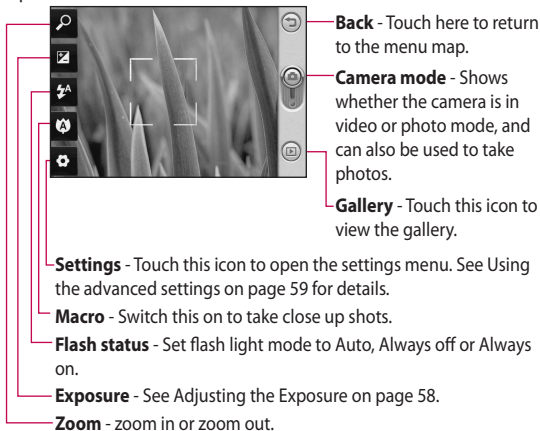 Back - Touch here to return
to the menu map.
Camera mode - Shows
whether the camera is in
video or photo mode, and
can also be used to take
photos.
Gallery - Touch this icon to
view the gallery.
Settings - Touch this icon to open the settings menu. See Using
the advanced settings on page 59 for details.
Macro - Switch this on to take close up shots.
Flash status - Set flash light mode to Auto, Always off or Always
on.
Exposure - See Adjusting the Exposure on page 58.
Zoom - zoom in or zoom out.